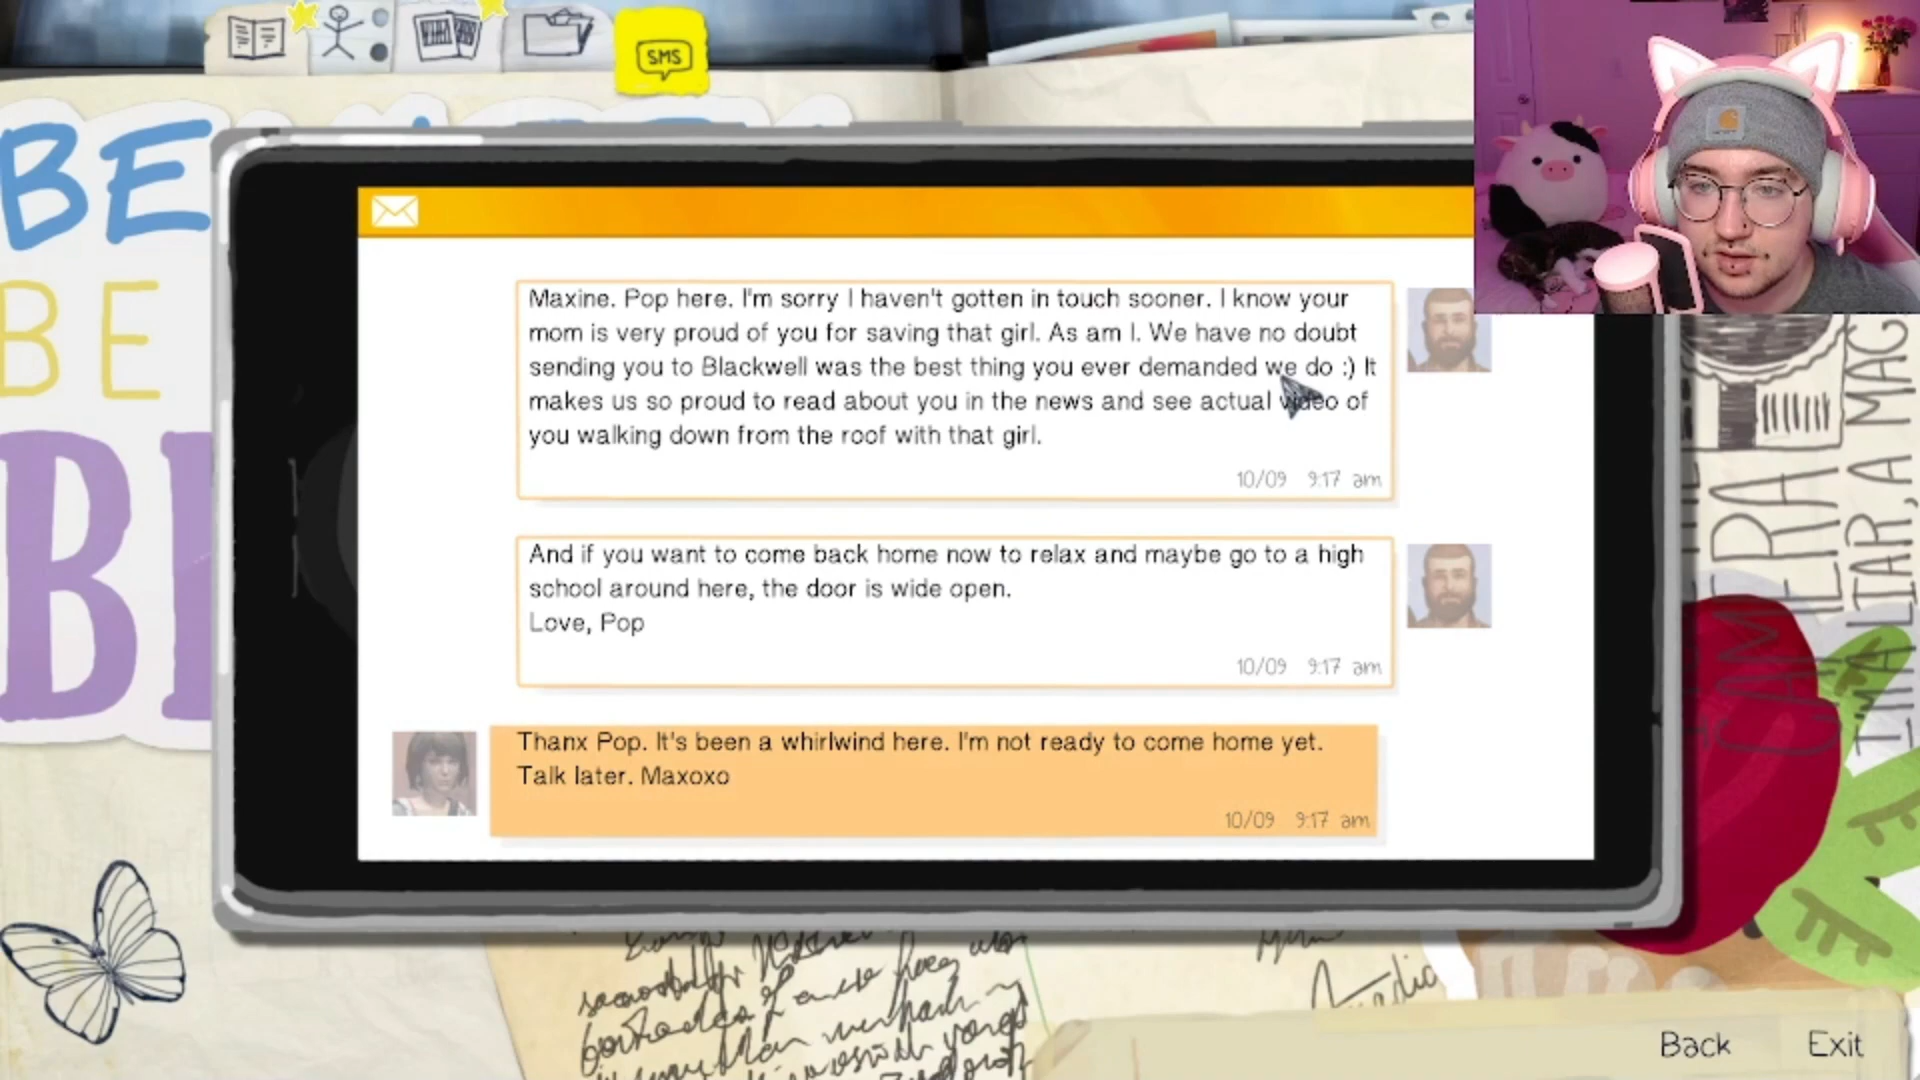 SMS
BE
BE
Maxine. Pop here. I'm sorry I haven't gotten in touch sooner. I know your
mom is very proud of you for saving that girl. As am I. We have no doubt
sending you to Blackwell was the best thing you ever demanded we do :) It
makes us so proud to read about you in the news and see actual video of
you walking down from the roof with that girl.
10/09 9:17 am
And if you want to come back home now to relax and maybe go to a high
school around here, the door is wide open.
Love, Pop
10/09 9:17 am
Thanx Pop. It's been a whirlwind here. I'm not ready to come home yet.
Talk later. Maxoxo
10/09 9:17 am
Back
Exit